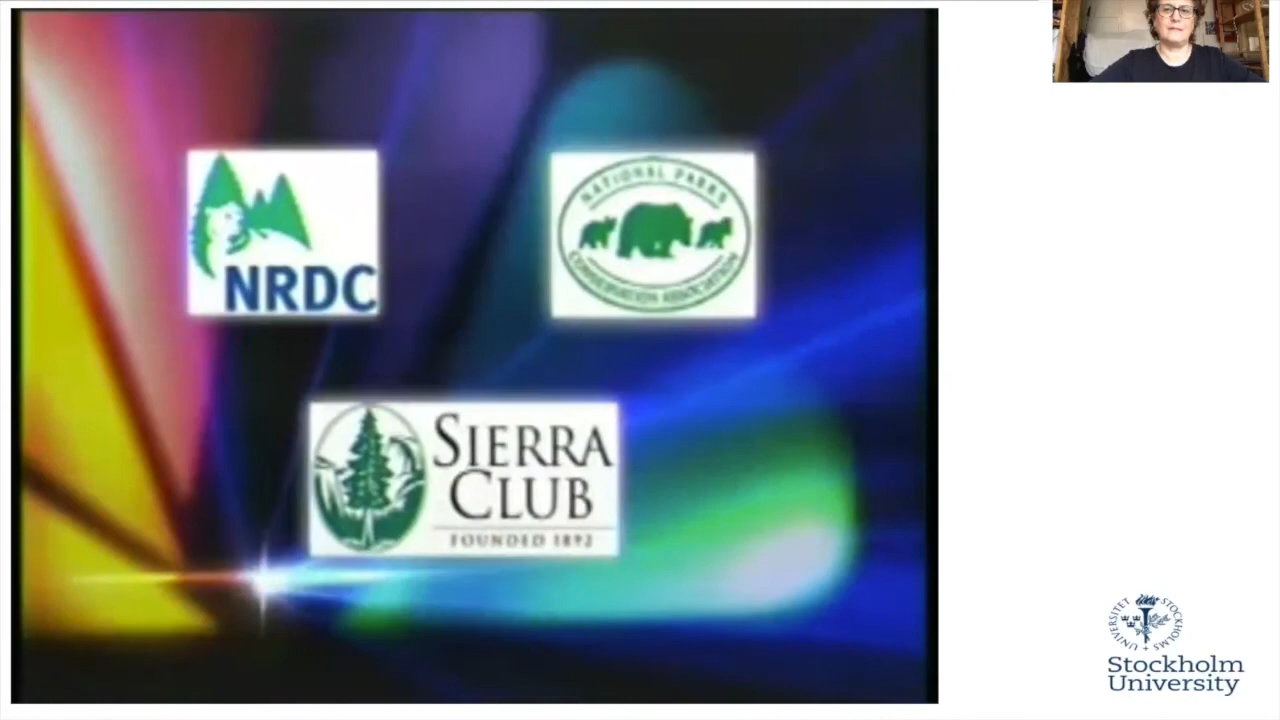 NRDC
NATIONAL PARKS
CONSERVATION ASSOCIATION
SIERRA
CLUB
FOUNDED 1892
STOCKHOLMS
UNIVERSITET
Stockholm
University